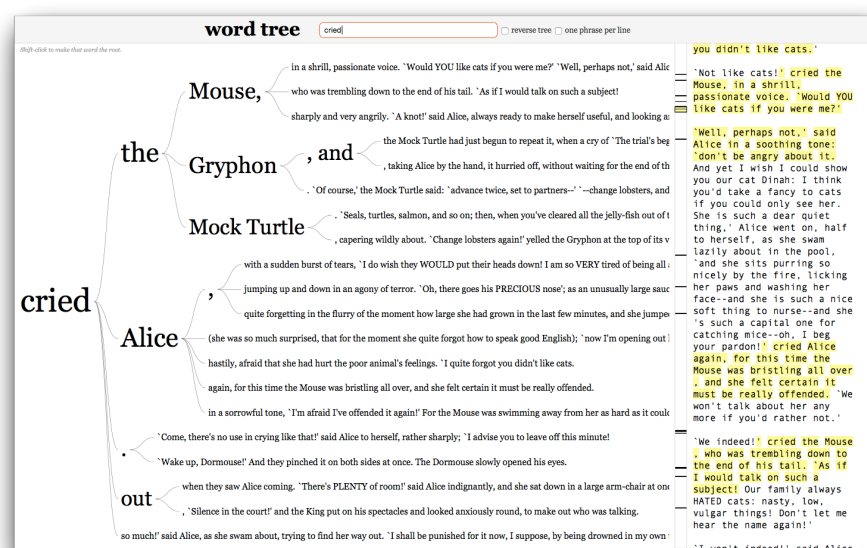 word tree
cried
reverse tree
one phrase per line
Shift-click to make that word the root.
cried
the
Mouse,
in a shrill, passionate voice. `Would YOU like cats if you were me?' `Well, perhaps not,' said Alic
who was trembling down to the end of his tail. `As if I would talk on such a subject!
sharply and very angrily. `A knot!' said Alice, always ready to make herself useful, and looking a
Gryphon
, and
the Mock Turtle had just begun to repeat it, when a cry of `The trial's beg
, taking Alice by the hand, it hurried off, without waiting for the end of th
. `Of course,' the Mock Turtle said: `advance twice, set to partners--' `--change lobsters, and
Mock Turtle
. `Seals, turtles, salmon, and so on; then, when you've cleared all the jelly-fish out of t
, capering wildly about. `Change lobsters again!' yelled the Gryphon at the top of its v
Alice
,
with a sudden burst of tears, `I do wish they WOULD put their heads down! I am so VERY tired of being all
jumping up and down in an agony of terror. `Oh, there goes his PRECIOUS nose'; as an unusually large sauc
quite forgetting in the flurry of the moment how large she had grown in the last few minutes, and she jumpe
(she was so much surprised, that for the moment she quite forgot how to speak good English); `now I'm opening out
hastily, afraid that she had hurt the poor animal's feelings. `I quite forgot you didn't like cats.
again, for this time the Mouse was bristling all over, and she felt certain it must be really offended.
in a sorrowful tone, `I'm afraid I've offended it again!' For the Mouse was swimming away from her as hard as it coul
.
`Come, there's no use in crying like that!' said Alice to herself, rather sharply; `I advise you to leave off this minute!
`Wake up, Dormouse!' And they pinched it on both sides at once. The Dormouse slowly opened his eyes.
out
when they saw Alice coming. `There's PLENTY of room!' said Alice indignantly, and she sat down in a large arm-chair at one
, `Silence in the court!' and the King put on his spectacles and looked anxiously round, to make out who was talking.
so much!' said Alice, as she swam about, trying to find her way out. `I shall be punished for it now, I suppose, by being drowned in my own
you didn't like cats.'
`Not like cats!' cried the
Mouse, in a shrill,
passionate voice. `Would YOU
like cats if you were me?'
`Well, perhaps not,' said
Alice in a soothing tone:
`don't be angry about it.
And yet I wish I could show
you our cat Dinah: I think
you'd take a fancy to cats
if you could only see her.
She is such a dear quiet
thing,' Alice went on, half
to herself, as she swam
lazily about in the pool,
`and she sits purring so
nicely by the fire, licking
her paws and washing her
face--and she is such a nice
soft thing to nurse--and she
's such a capital one for
catching mice--oh, I beg
your pardon!' cried Alice
again, for this time the
Mouse was bristling all over
, and she felt certain it
must be really offended. `We
won't talk about her any
more if you'd rather not.'
`We indeed!' cried the Mouse
, who was trembling down to
the end of his tail. `As if
I would talk on such a
subject! Our family always
HATED cats: nasty, low,
vulgar things! Don't let me
hear the name again!'
`I won't indeed!' said Alice